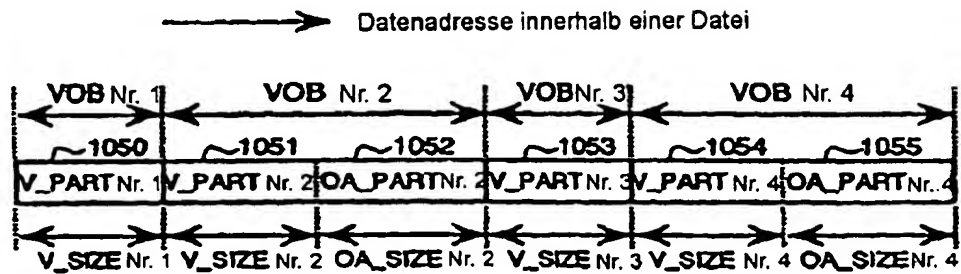 Datenadresse innerhalb einer Datei
VOB Nr. 1 VOB Nr. 2 VOB Nr. 3 VOB Nr. 4
1050 1051 1052 1053 1054 1055
V_PART Nr. 1 V_PART Nr. 2 OA_PART Nr. 2 V_PART Nr. 3 V_PART Nr. 4 OA_PART Nr. 4
V_SIZE Nr. 1 V_SIZE Nr. 2 OA_SIZE Nr. 2 V_SIZE Nr. 3 V_SIZE Nr. 4 OA_SIZE Nr. 4